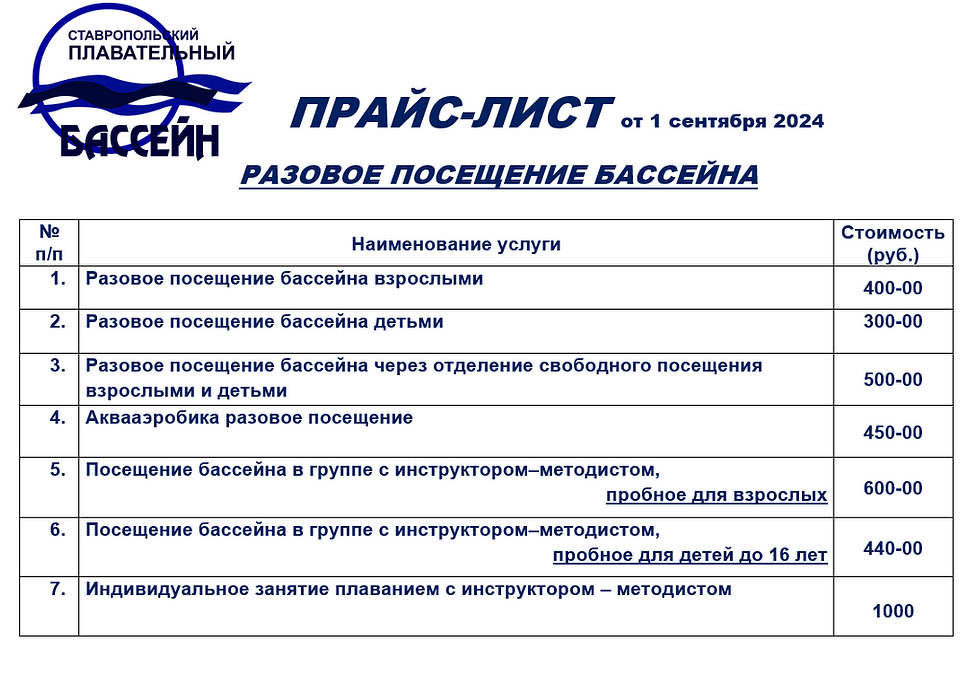 СТАВРОПОЛЬСКИЙ
ПЛАВАТЕЛЬНЫЙ
БАССЕЙН
ПРАЙС-ЛИСТ от 1 сентября 2024
РАЗОВОЕ ПОСЕЩЕНИЕ БАССЕЙНА
№ п/п
Наименование услуги
Стоимость (руб.)
1. Разовое посещение бассейна взрослыми 400-00
2. Разовое посещение бассейна детьми 300-00
3. Разовое посещение бассейна через отделение свободного посещения
взрослыми и детьми 500-00
4. Аквааэробика разовое посещение 450-00
5. Посещение бассейна в группе с инструктором–методистом,
пробное для взрослых 600-00
6. Посещение бассейна в группе с инструктором–методистом,
пробное для детей до 16 лет 440-00
7. Индивидуальное занятие плаванием с инструктором – методистом 1000